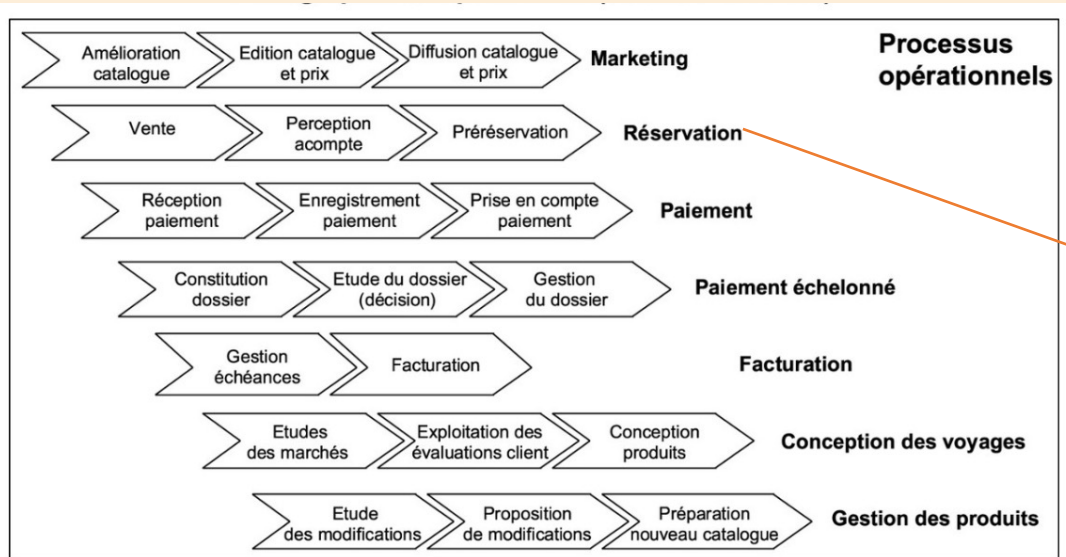 Processus
opérationnels
Amélioration
catalogue
Edition catalogue
et prix
Diffusion catalogue
et prix
Marketing
Vente
Perception
acompte
Préréservation
Réservation
Réception
paiement
Enregistrement
paiement
Prise en compte
paiement
Paiement
Constitution
dossier
Etude du dossier
(décision)
Gestion
du dossier
Paiement échelonné
Gestion
échéances
Facturation
Facturation
Etudes
des marchés
Exploitation des
évaluations client
Conception
produits
Conception des voyages
Etude
des modifications
Proposition
de modifications
Préparation
nouveau catalogue
Gestion des produits